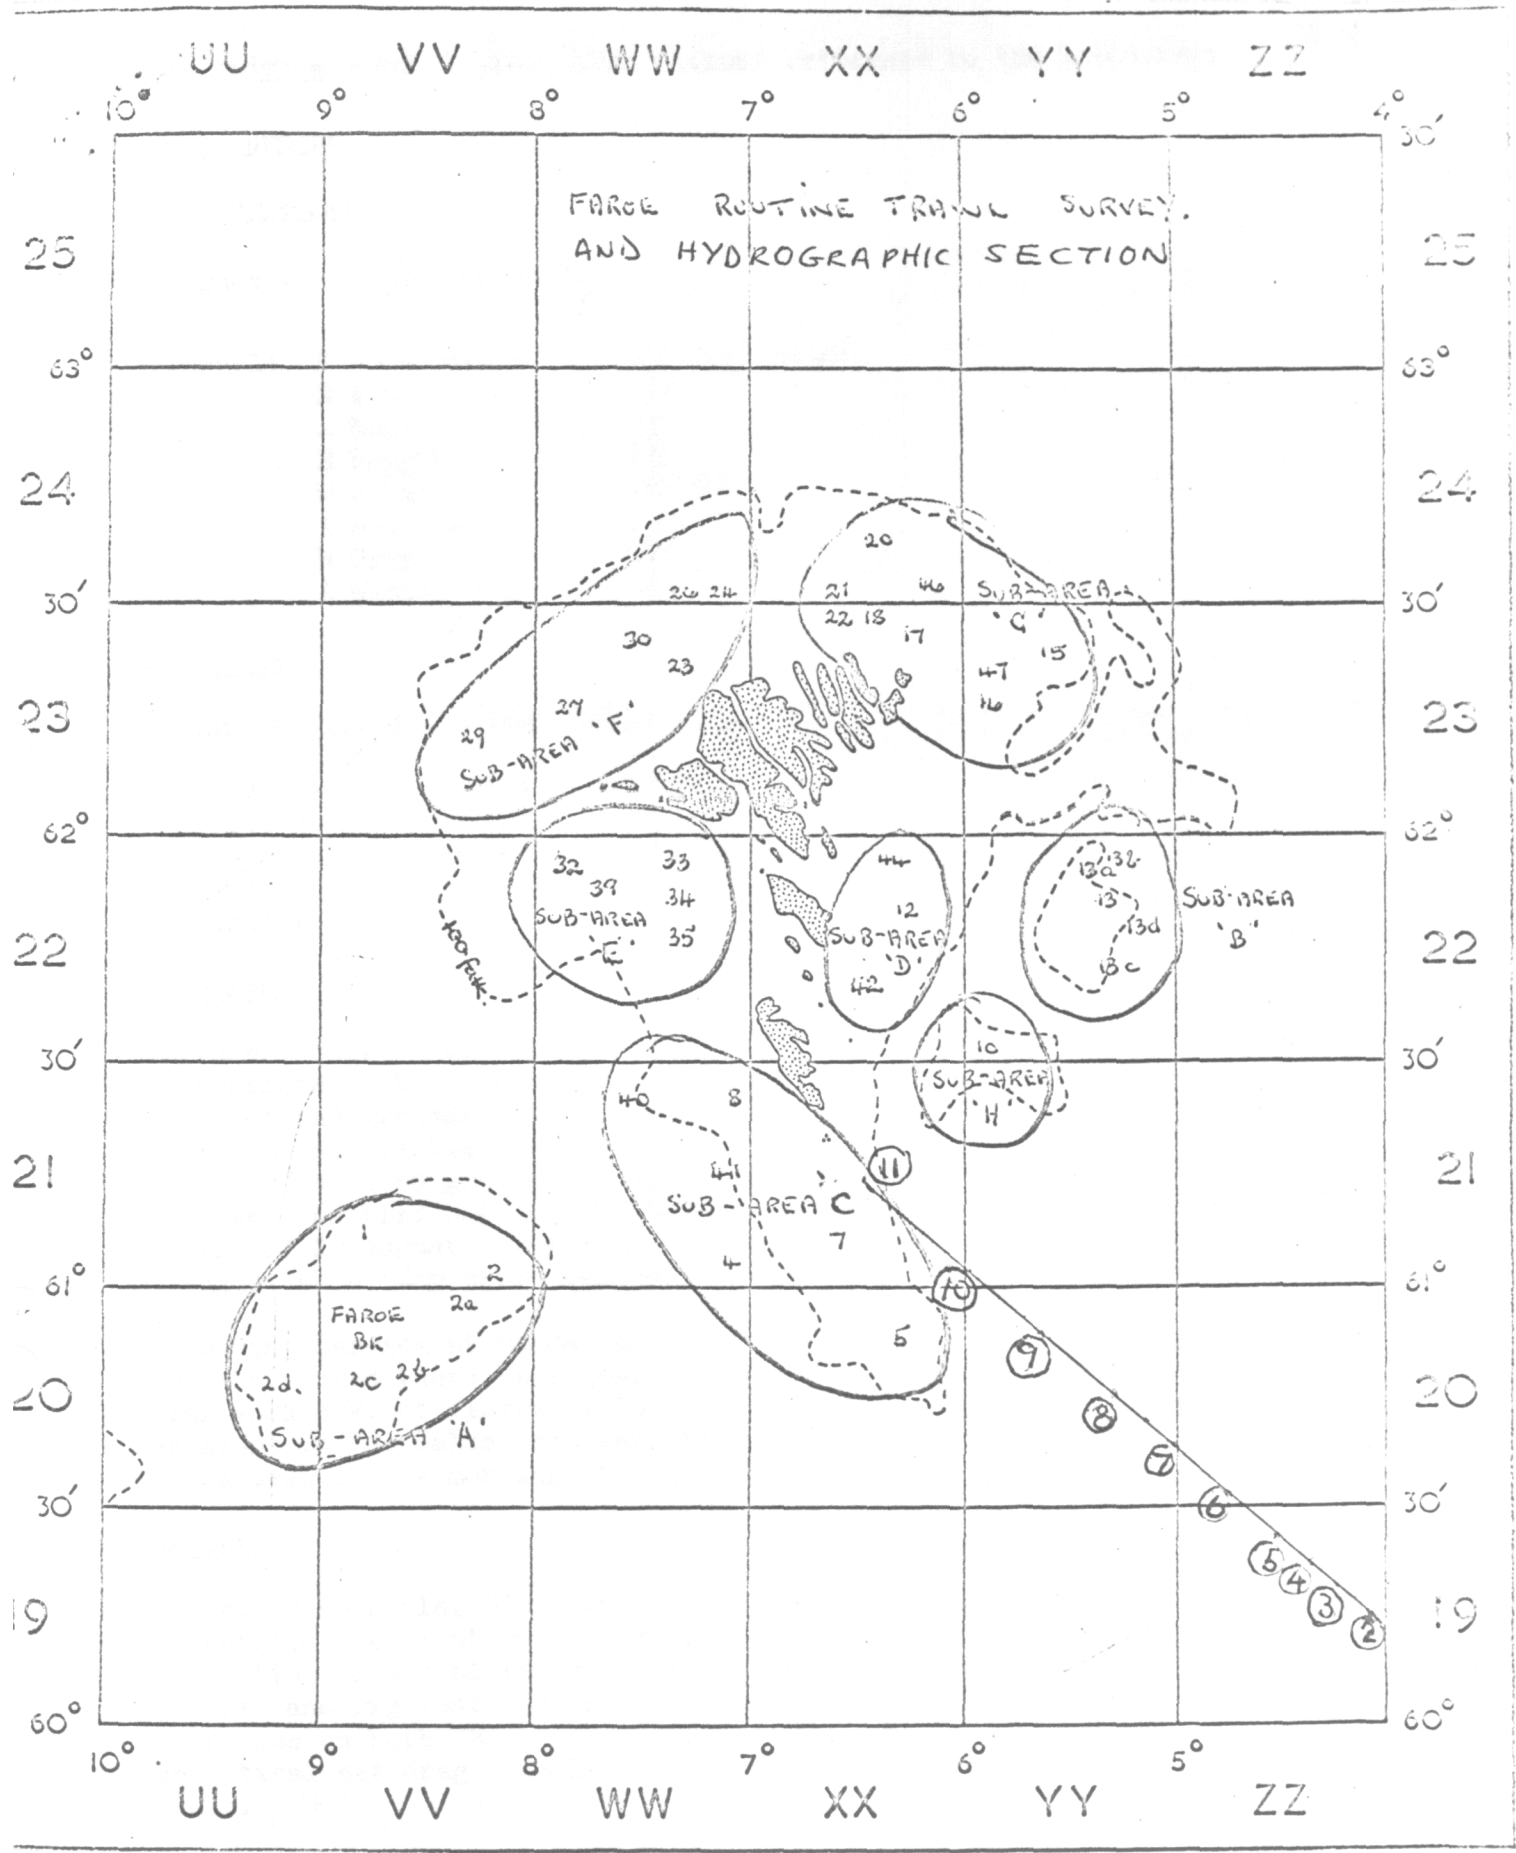 UU VV WW XX YY ZZ
10° 9° 8° 7° 6° 5° 4°
30′ 
FAROE ROUTINE TRAWL SURVEY.
AND HYDROGRAPHIC SECTION
25 25
63° 63°
24 24
20
26 24 21 46 SUB-AREA
30′ 30′
22 18 'G'
30 17 15
23 47
27 'F' 16
23 23
29
SUB-AREA
62° 62°
32 33 44 13a 13b
39
34 12 13 SUB-AREA
SUB-AREA 13d 'B'
35 SUB-AREA
'E' 'D' 13c
22 100 fath. 22
42
10
30′ 30′
SUB-AREA
40 8 'H'
11
21 41 21
SUB-AREA 'C'
1 7
2 4
61° 10 61°
2a
FAROE
BK 5 9
2d. 2c 2b
20 8 20
SUB-AREA 'A'
7
30′ 6 30′
5
4
19 3 19
2
60° 60°
10° 9° 8° 7° 6° 5°
UU VV WW XX YY ZZ